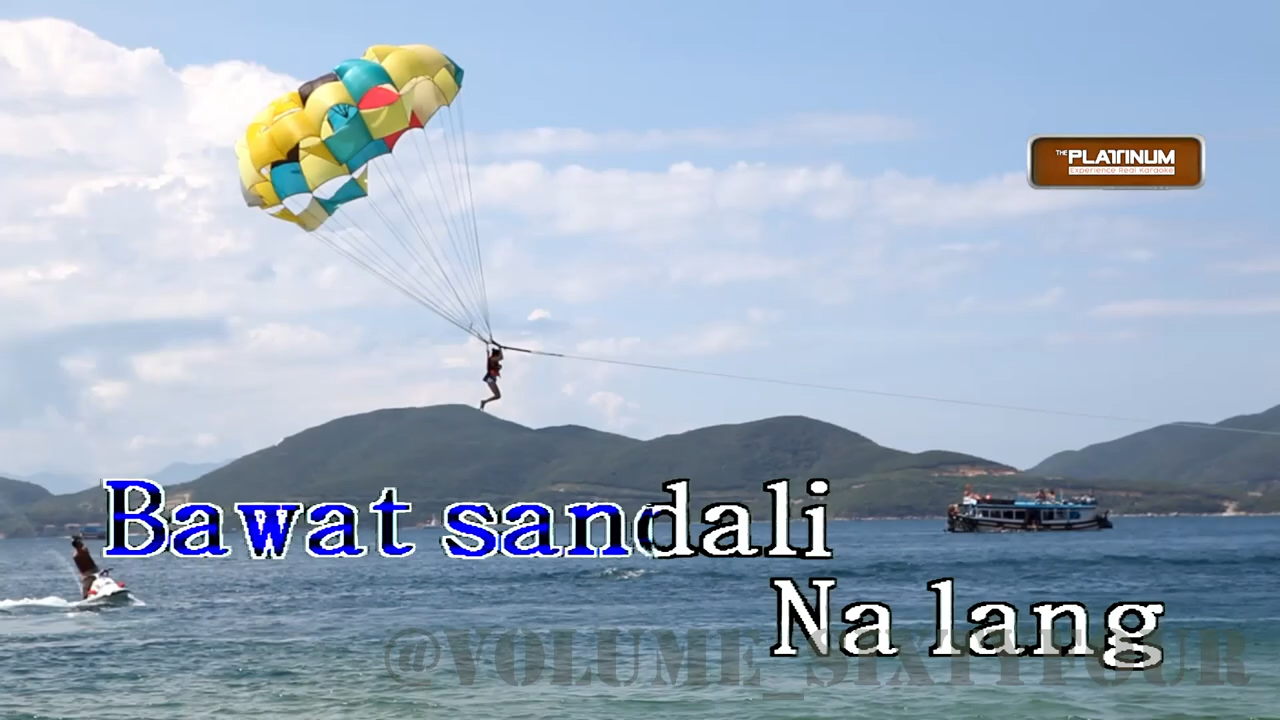 THE PLATINUM
Experience Real Karaoke
Bawat sandali
Na lang
@VOLUME_SIXTYFOUR